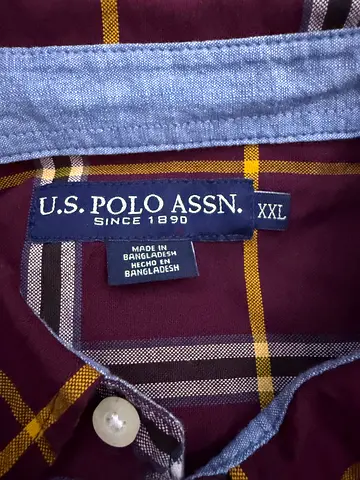 U.S. POLO ASSN.
SINCE 1890
XXL
MADE IN
BANGLADESH
HECHO EN
BANGLADESH